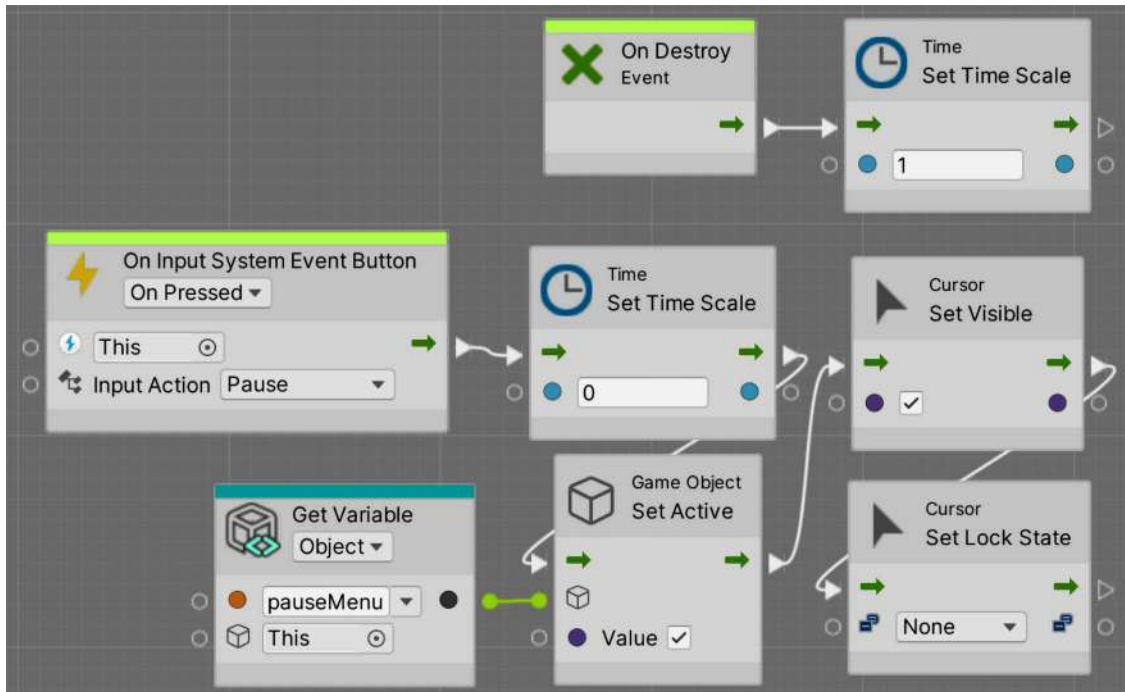 On Destroy
Event
Time
Set Time Scale
1
On Input System Event Button
On Pressed
This
Input Action Pause
Time
Set Time Scale
0
Cursor
Set Visible
Get Variable
Object
pauseMenu
This
Game Object
Set Active
Value
Cursor
Set Lock State
None